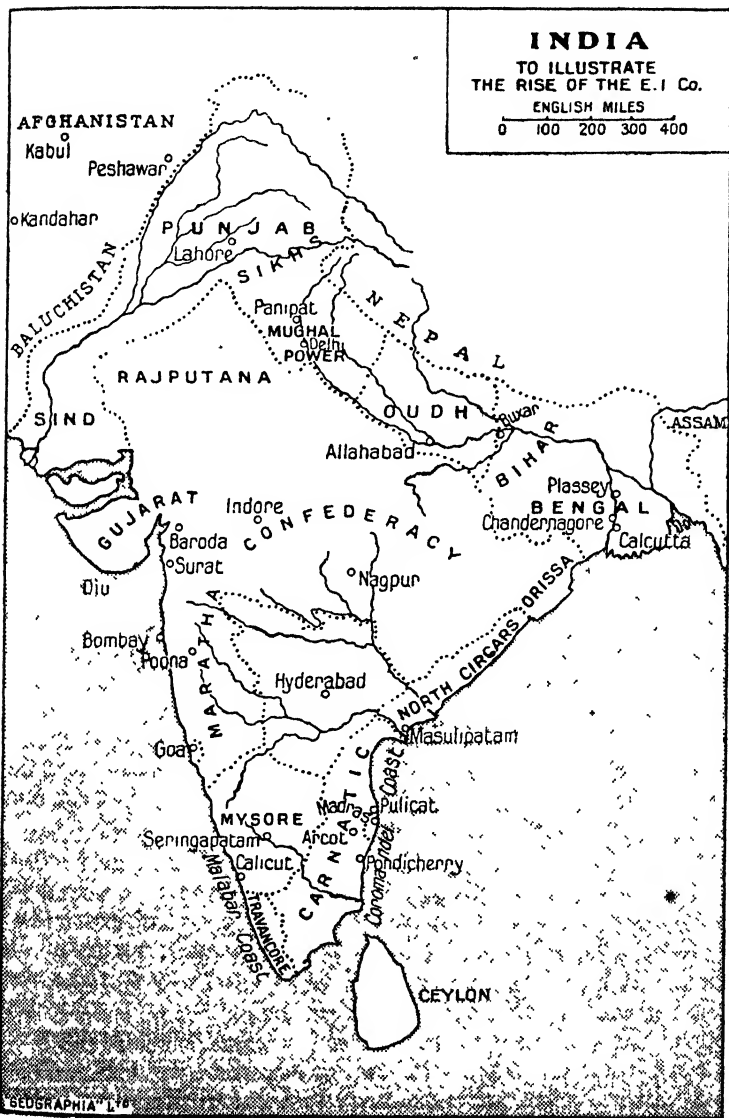 INDIA
TO ILLUSTRATE
THE RISE OF THE E.I Co.
ENGLISH MILES
0 100 200 300 400
AFGHANISTAN
Kabul
Peshawar
Kandahar
PUNJAB
Lahore
SIKHS
BALUCHISTAN
NEPAL
Panipat
MUGHAL
Delhi
POWER
RAJPUTANA
SIND
OUDH
Buxar
ASSAM
Allahabad
BIHAR
Plassey
BENGAL
Chandernagore
Calcutta
GUJARAT
Indore
CONFEDERACY
Baroda
Surat
Diu
Nagpur
ORISSA
MARATHA
Bombay
Poona
Hyderabad
NORTH CIRCARS
Masulipatam
Goa
CARNATIC
Coromandel Coast
MYSORE
Madras
Pulicat
Seringapatam
Arcot
Calicut
Pondicherry
Malabar Coast
TRAVANCORE
CEYLON
"GEOGRAPHIA" LTD